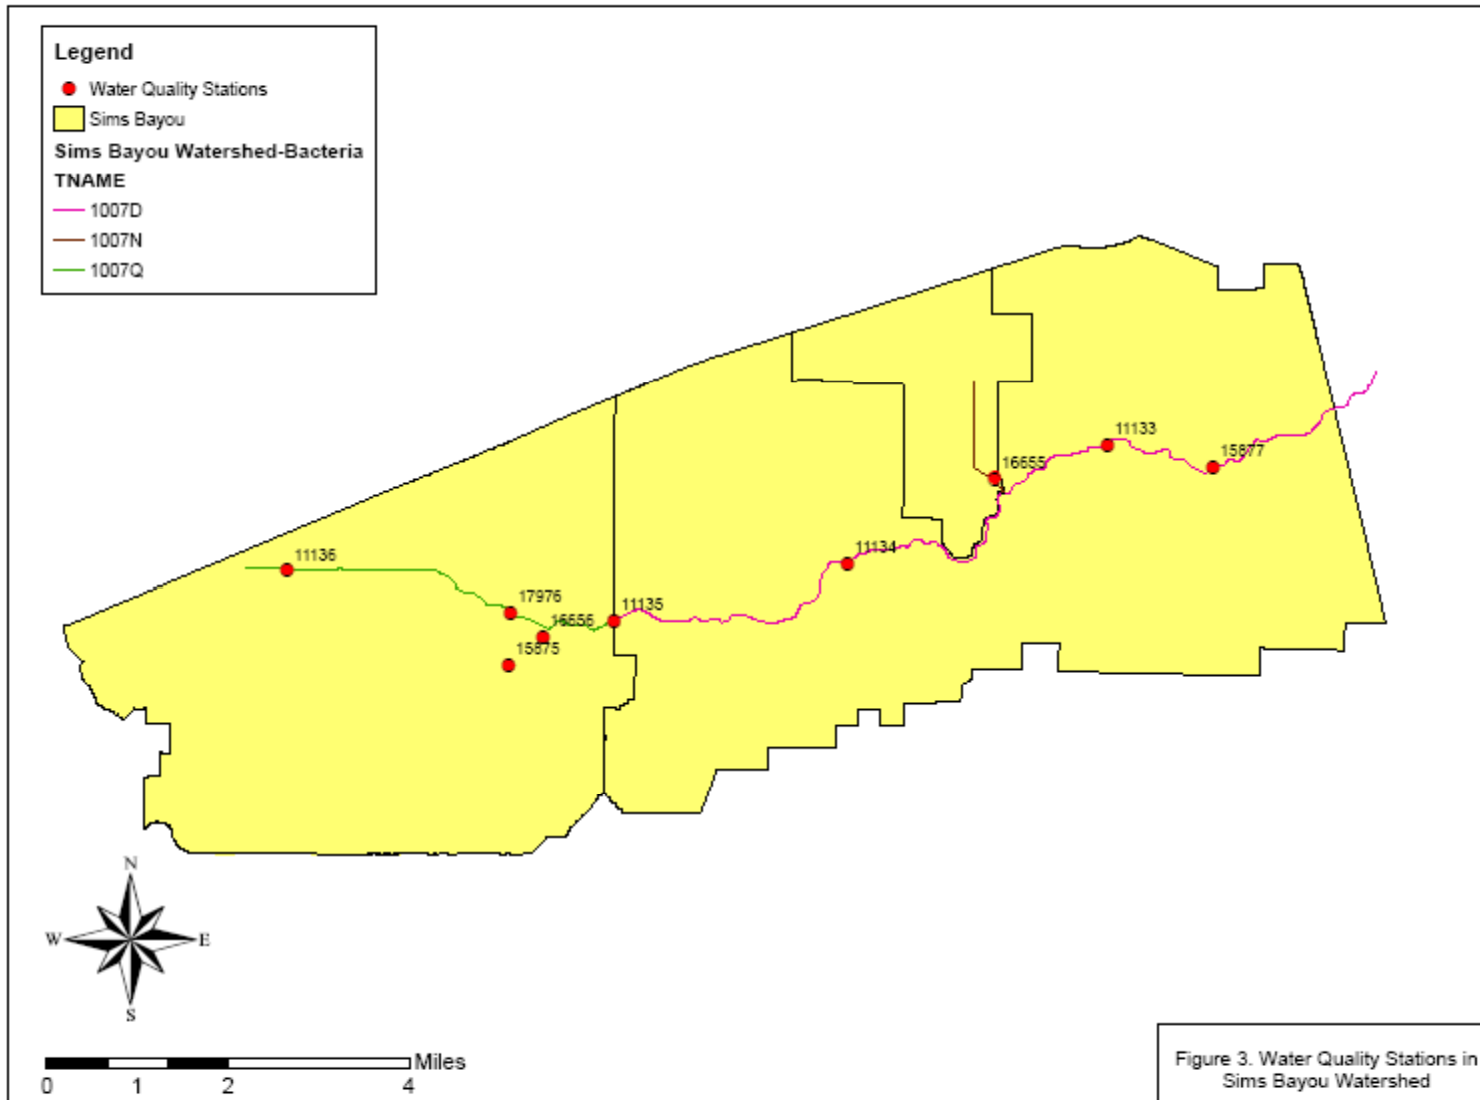 Legend
Water Quality Stations
Sims Bayou
Sims Bayou Watershed-Bacteria
TNAME
1007D
1007N
1007Q
11133
15877
16655
11134
11136
17976
16656
11135
15875
N
W
E
S
Miles
0 1 2 4
Figure 3. Water Quality Stations in
Sims Bayou Watershed